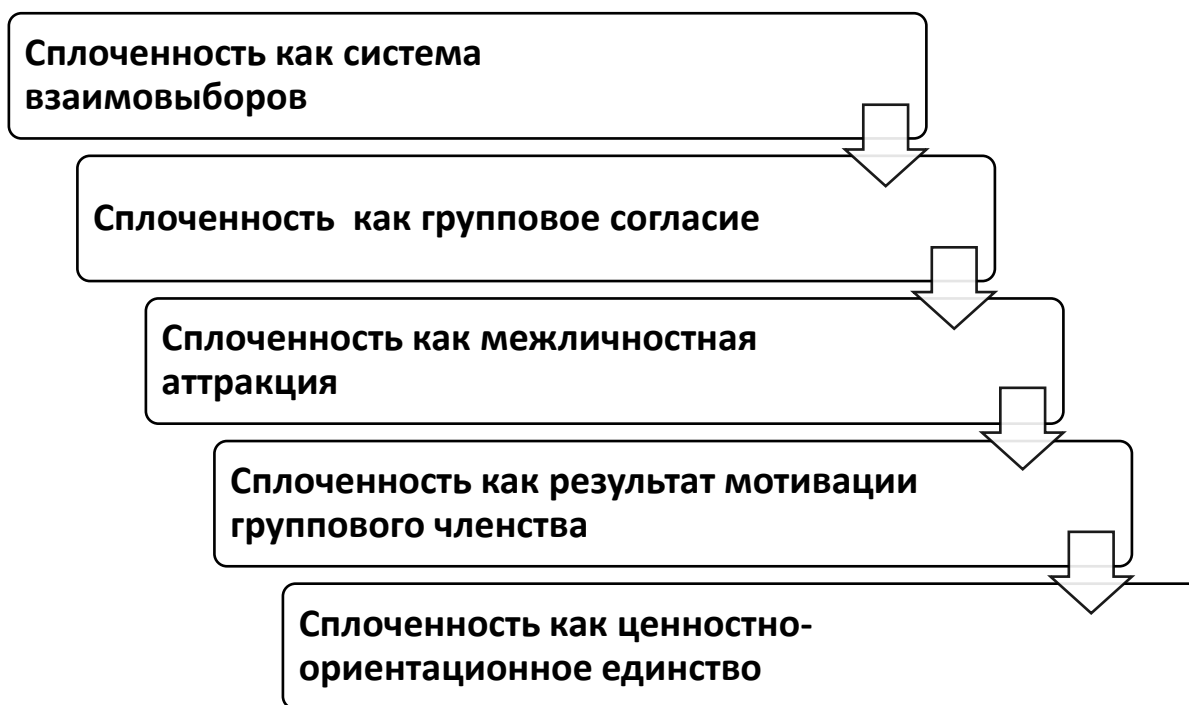 Сплоченность как система
взаимовыборов
Сплоченность как групповое согласие
Сплоченность как межличностная
аттракция
Сплоченность как результат мотивации
группового членства
Сплоченность как ценностно-
ориентационное единство